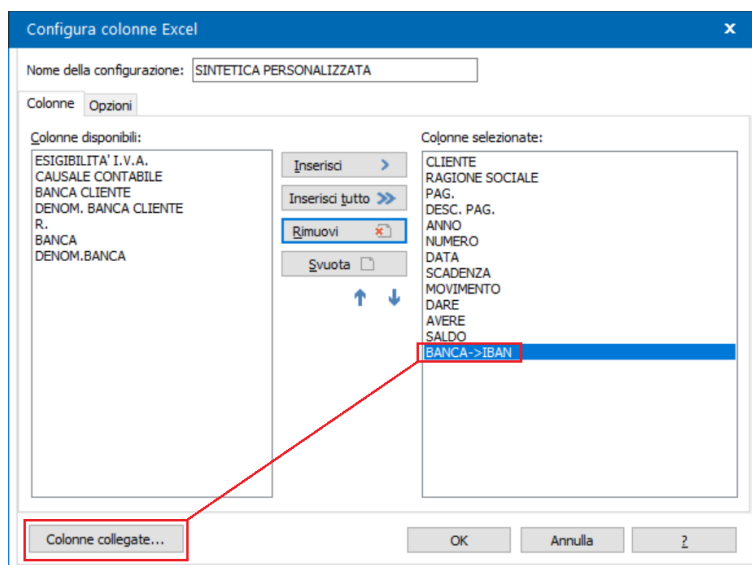 Configura colonne Excel
x
Nome della configurazione: SINTETICA PERSONALIZZATA
Colonne Opzioni
Colonne disponibili:
ESIGIBILITA' I.V.A.
CAUSALE CONTABILE
BANCA CLIENTE
DENOM. BANCA CLIENTE
R.
BANCA
DENOM.BANCA
Inserisci >
Inserisci tutto >>
Rimuovi
Svuota
Colonne selezionate:
CLIENTE
RAGIONE SOCIALE
PAG.
DESC. PAG.
ANNO
NUMERO
DATA
SCADENZA
MOVIMENTO
DARE
AVERE
SALDO
BANCA->IBAN
Colonne collegate...
OK
Annulla
?